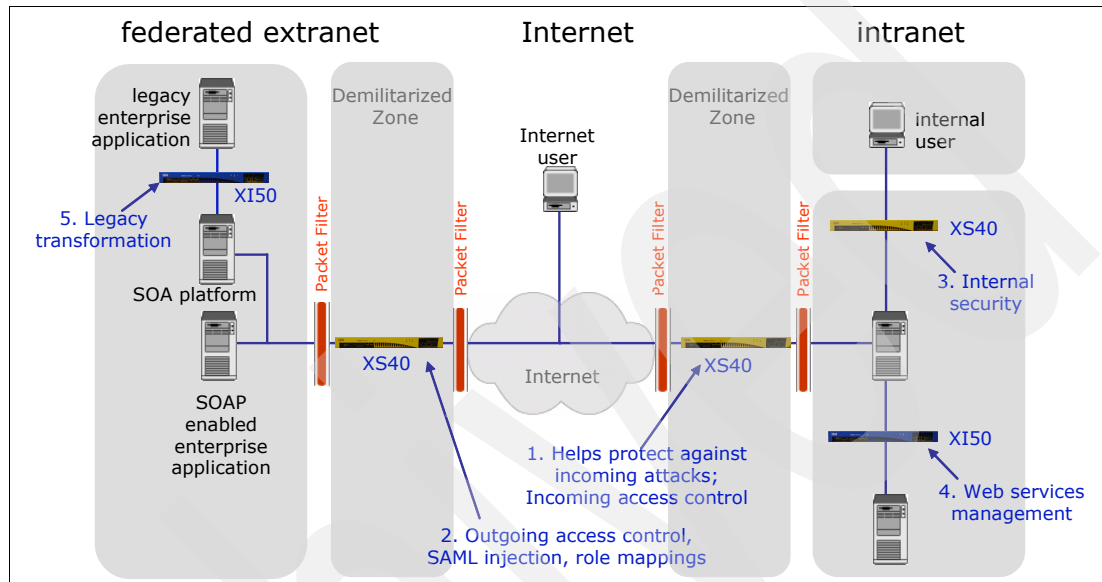 federated extranet
Internet
intranet
legacy
enterprise
application
XI50
5. Legacy
transformation
SOA platform
SOAP
enabled
enterprise
application
Packet Filter
Demilitarized
Zone
XS40
Packet Filter
2. Outgoing access control,
SAML injection, role mappings
Internet
user
Internet
Packet Filter
Demilitarized
Zone
XS40
1. Helps protect against
incoming attacks;
Incoming access control
Packet Filter
internal
user
XS40
3. Internal
security
XI50
4. Web services
management